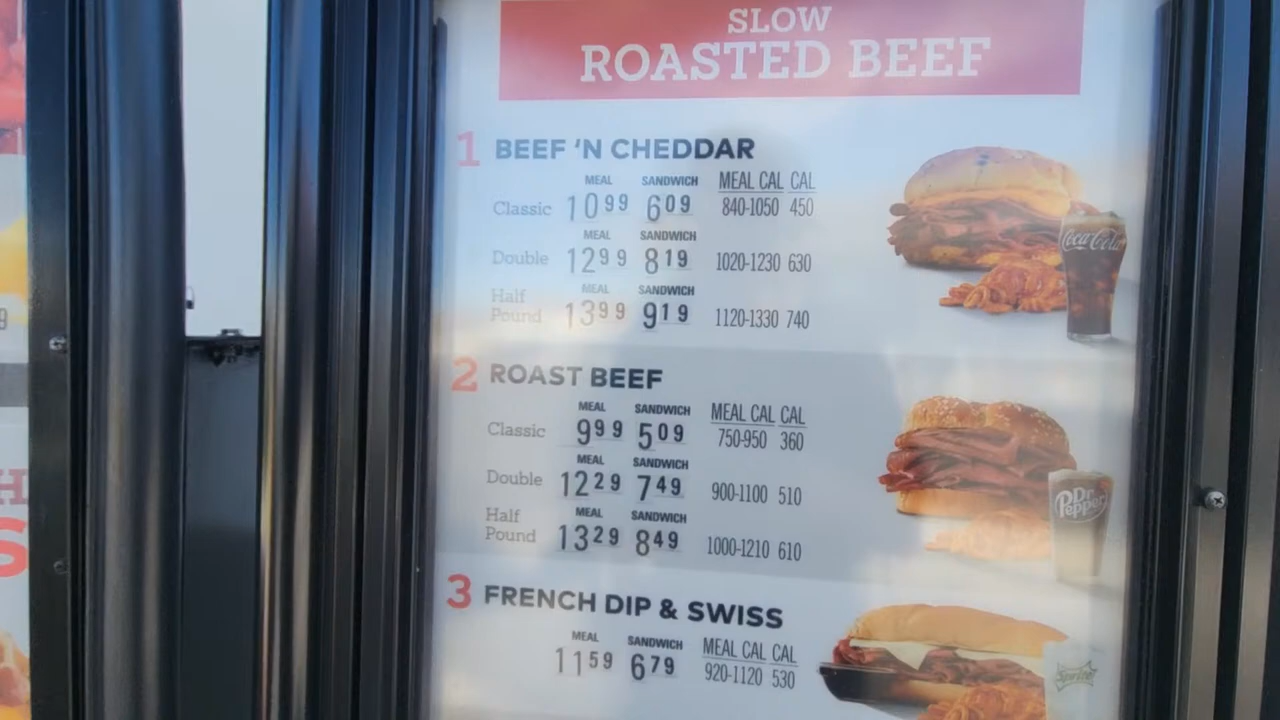 SLOW
ROASTED BEEF
1 BEEF 'N CHEDDAR
MEAL SANDWICH MEAL CAL CAL
Classic 10 99 6 09 840-1050 450
MEAL SANDWICH
Double 12 99 8 19 1020-1230 630
MEAL SANDWICH
Half
Pound 13 99 9 19 1120-1330 740
Coca-Cola
2 ROAST BEEF
MEAL SANDWICH MEAL CAL CAL
Classic 9 99 5 09 750-950 360
MEAL SANDWICH
Double 12 29 7 49 900-1100 510
MEAL SANDWICH
Half
Pound 13 29 8 49 1000-1210 610
Dr
Pepper
3 FRENCH DIP & SWISS
MEAL SANDWICH MEAL CAL CAL
11 59 6 79 920-1120 530
Sprite
9
H
S